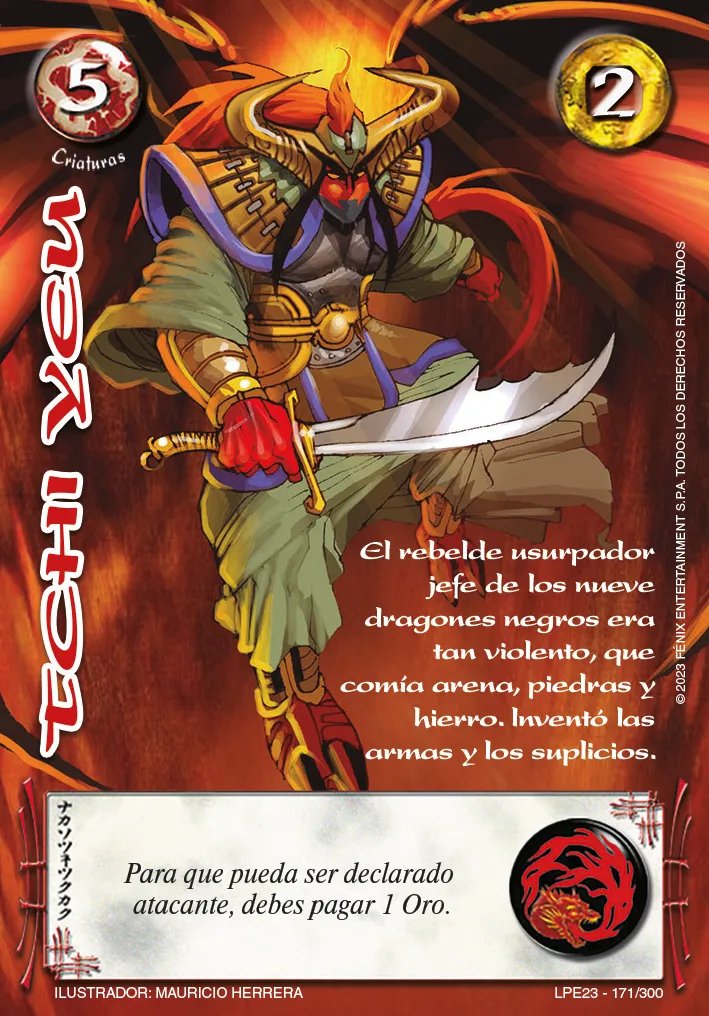 5
2
Criaturas
TCHI YEU
El rebelde usurpador
jefe de los nueve
dragones negros era
tan violento, que
comía arena, piedras y
hierro. Inventó las
armas y los suplicios.
© 2023 FÉNIX ENTERTAINMENT S.P.A. TODOS LOS DERECHOS RESERVADOS
ナカソツネツクカク
Para que pueda ser declarado
atacante, debes pagar 1 Oro.
ILUSTRADOR: MAURICIO HERRERA
LPE23 - 171/300